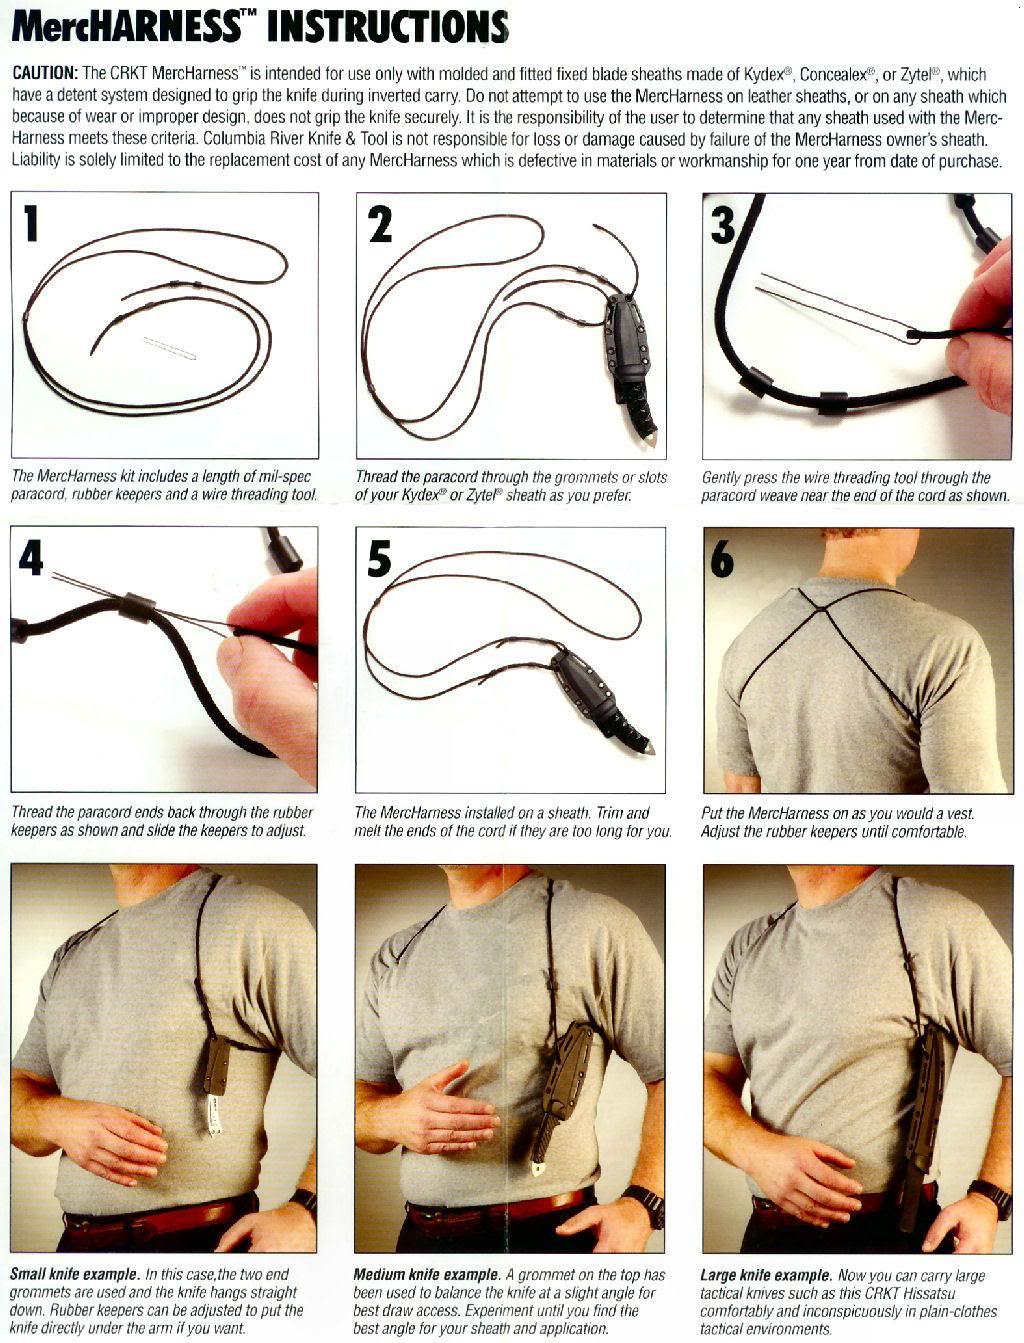 MercHARNESS™ INSTRUCTIONS
CAUTION: The CRKT MercHarness™ is intended for use only with molded and fitted fixed blade sheaths made of Kydex®, Concealex®, or Zytel®, which
have a detent system designed to grip the knife during inverted carry. Do not attempt to use the MercHarness on leather sheaths, or on any sheath which
because of wear or improper design, does not grip the knife securely. It is the responsibility of the user to determine that any sheath used with the Merc-
Harness meets these criteria. Columbia River Knife & Tool is not responsible for loss or damage caused by failure of the MercHarness owner's sheath.
Liability is solely limited to the replacement cost of any MercHarness which is defective in materials or workmanship for one year from date of purchase.
1
The MercHarness kit includes a length of mil-spec
paracord, rubber keepers and a wire threading tool.
2
Thread the paracord through the grommets or slots
of your Kydex® or Zytel® sheath as you prefer.
3
Gently press the wire threading tool through the
paracord weave near the end of the cord as shown.
4
Thread the paracord ends back through the rubber
keepers as shown and slide the keepers to adjust.
5
The MercHarness installed on a sheath. Trim and
melt the ends of the cord if they are too long for you.
6
Put the MercHarness on as you would a vest.
Adjust the rubber keepers until comfortable.
Small knife example. In this case,the two end
grommets are used and the knife hangs straight
down. Rubber keepers can be adjusted to put the
knife directly under the arm if you want.
Medium knife example. A grommet on the top has
been used to balance the knife at a slight angle for
best draw access. Experiment until you find the
best angle for your sheath and application.
Large knife example. Now you can carry large
tactical knives such as this CRKT Hissatsu
comfortably and inconspicuously in plain-clothes
tactical environments.